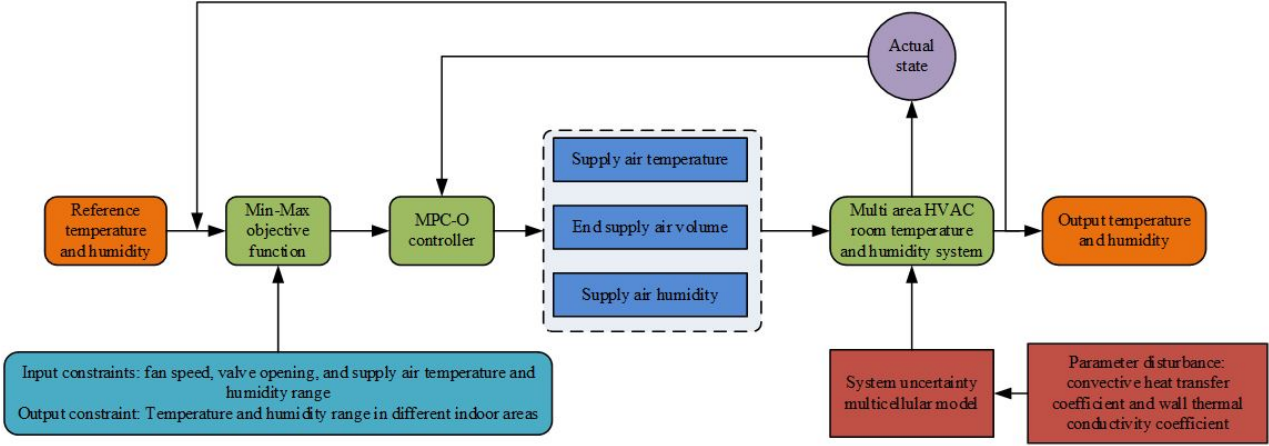 Actual
state
Supply air temperature
Reference
temperature
and humidity
Min-Max
objective
function
MPC-O
controller
End supply air volume
Multi area HVAC
room temperature
and humidity system
Output temperature
and humidity
Supply air humidity
Input constraints: fan speed, valve opening, and supply air temperature and
humidity range
Output constraint: Temperature and humidity range in different indoor areas
System uncertainty
multicellular model
Parameter disturbance:
convective heat transfer
coefficient and wall thermal
conductivity coefficient